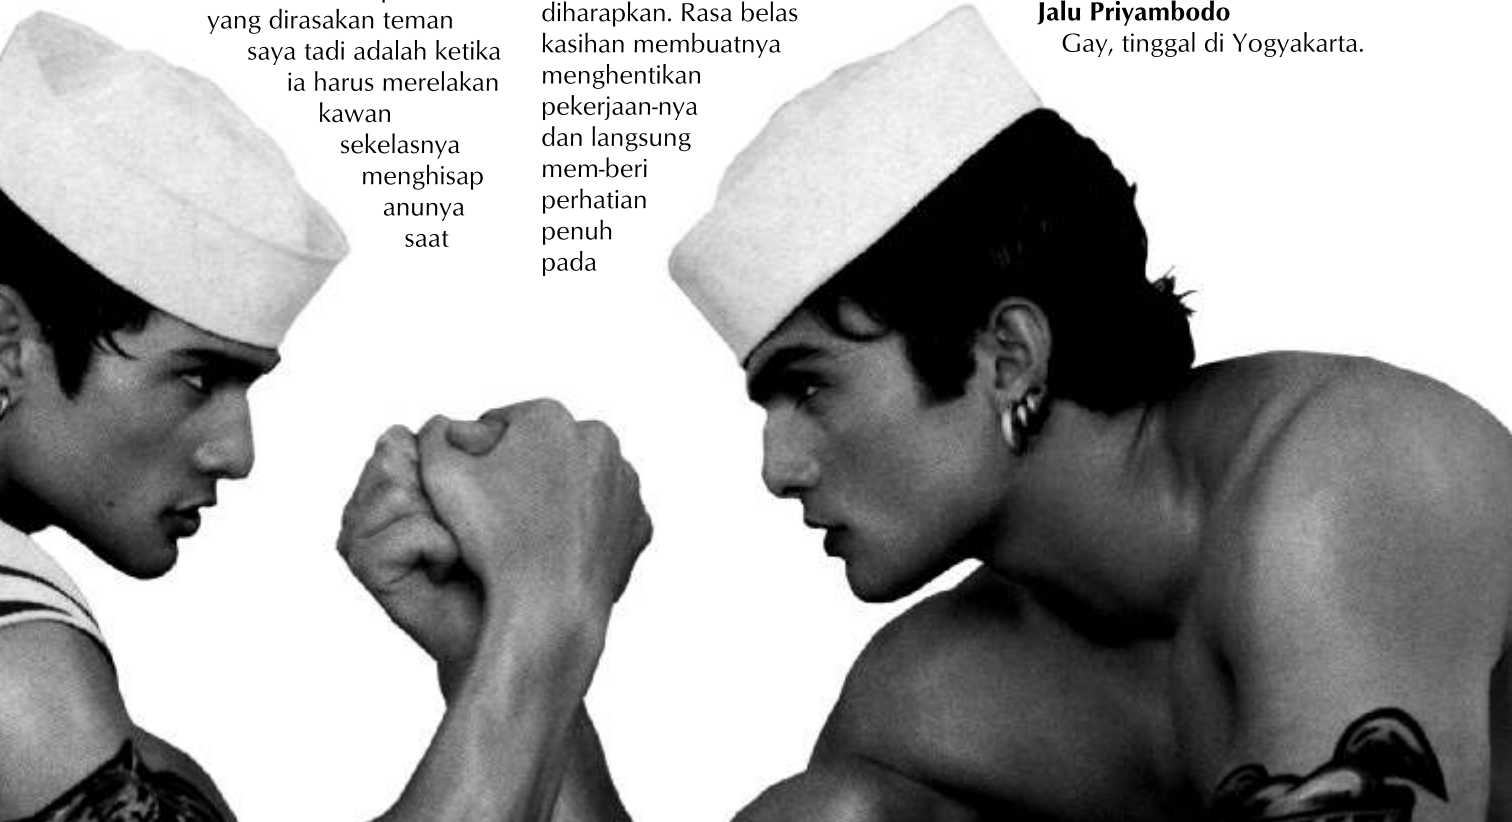 yang dirasakan teman
saya tadi adalah ketika
ia harus merelakan
kawan
sekelasnya
menghisap
anunya
saat
diharapkan. Rasa belas
kasihan membuatnya
menghentikan
pekerjaan-nya
dan langsung
mem-beri
perhatian
penuh
pada
Jalu Priyambodo
Gay, tinggal di Yogyakarta.